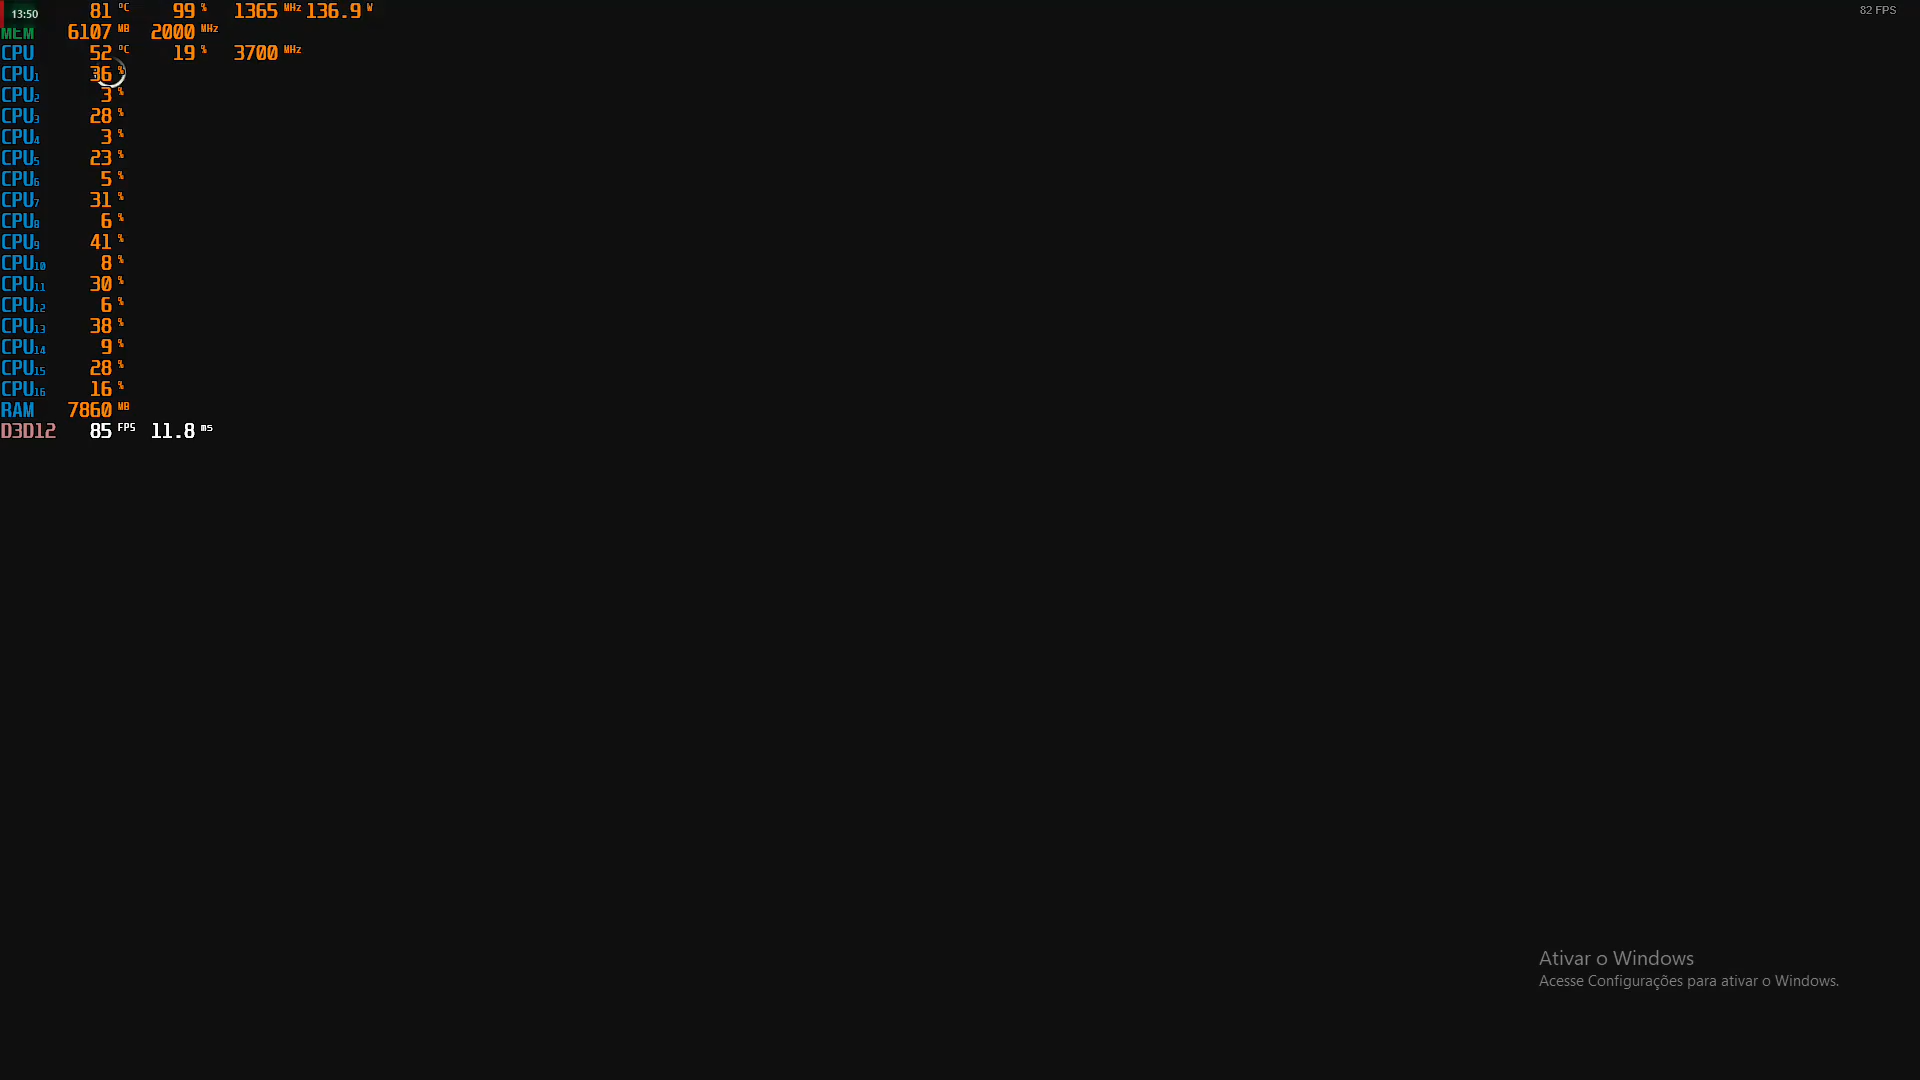 13:50 81 °C 99 % 1365 MHz 136.9 W 82 FPS
MEM 6107 MB 2000 MHz
CPU 52 °C 19 % 3700 MHz
CPU1 36 %
CPU2 3 %
CPU3 28 %
CPU4 3 %
CPU5 23 %
CPU6 5 %
CPU7 31 %
CPU8 6 %
CPU9 41 %
CPU10 8 %
CPU11 30 %
CPU12 6 %
CPU13 38 %
CPU14 9 %
CPU15 28 %
CPU16 16 %
RAM 7860 MB
D3D12 85 FPS 11.8 ms
Ativar o Windows
Acesse Configurações para ativar o Windows.